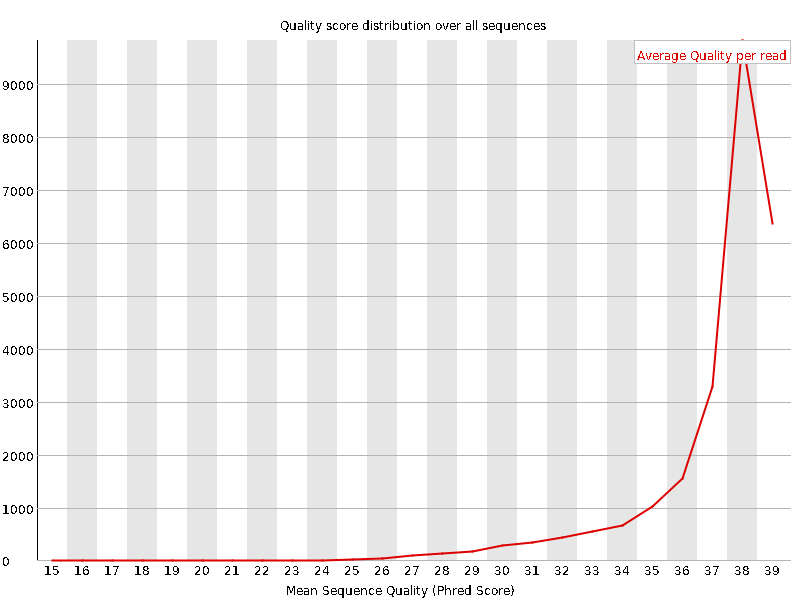 Quality score distribution over all sequences
Average Quality per read
9000
8000
7000
6000
5000
4000
3000
2000
1000
0
15 16 17 18 19 20 21 22 23 24 25 26 27 28 29 30 31 32 33 34 35 36 37 38 39
Mean Sequence Quality (Phred Score)